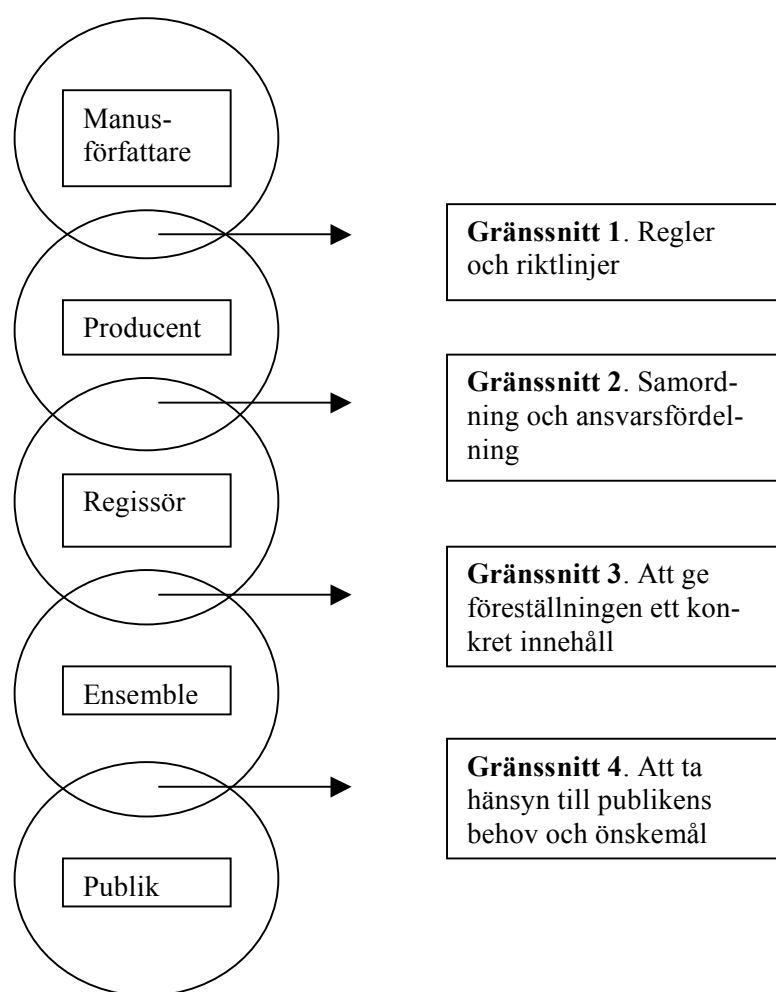 Manus-
författare
Gränssnitt 1. Regler
och riktlinjer
Producent
Gränssnitt 2. Samord-
ning och ansvarsfördel-
ning
Regissör
Gränssnitt 3. Att ge
föreställningen ett kon-
kret innehåll
Ensemble
Gränssnitt 4. Att ta
hänsyn till publikens
behov och önskemål
Publik